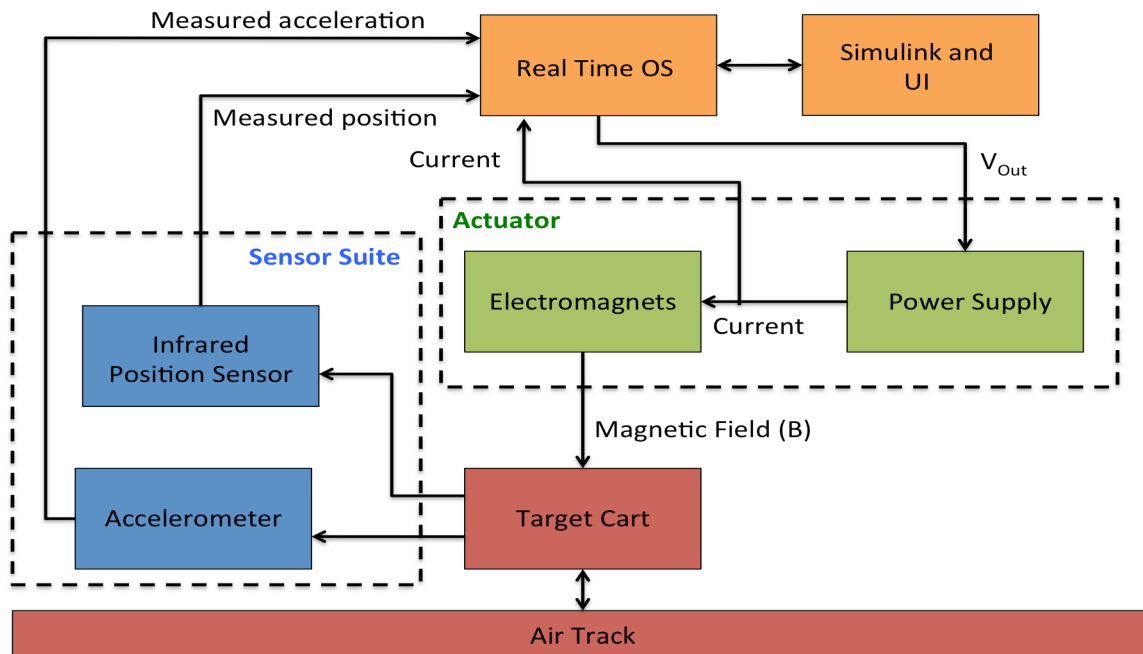 Measured acceleration
Real Time OS
Simulink and
UI
Measured position
Current
V_Out
Actuator
Sensor Suite
Electromagnets
Current
Power Supply
Infrared
Position Sensor
Magnetic Field (B)
Accelerometer
Target Cart
Air Track